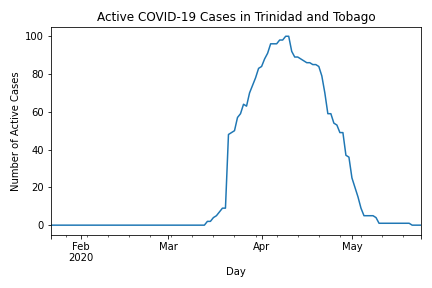 Active COVID-19 Cases in Trinidad and Tobago
Number of Active Cases
100
80
60
40
20
0
Feb
2020
Mar
Apr
May
Day